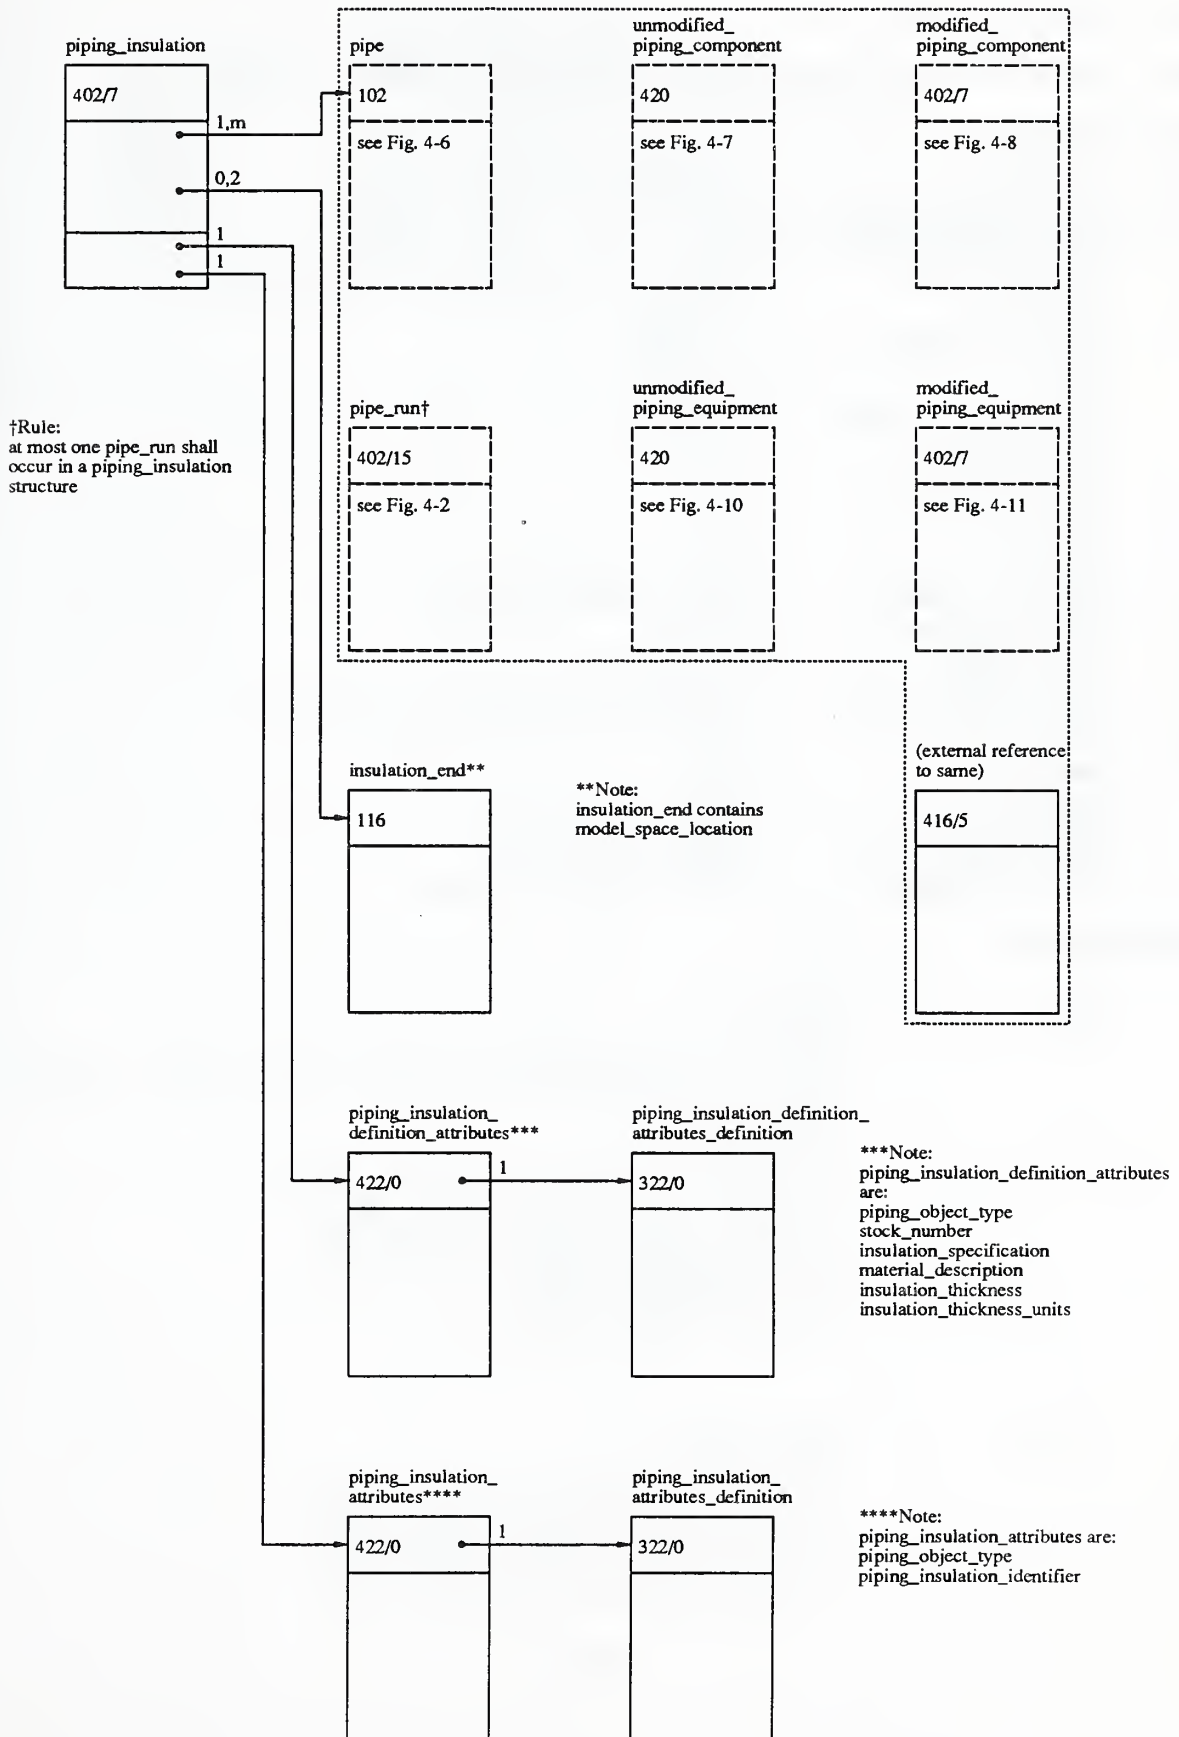 piping_insulation
402/7
1,m
0,2
1
1
pipe
102
see Fig. 4-6
unmodified_
piping_component
420
see Fig. 4-7
modified_
piping_component
402/7
see Fig. 4-8
†Rule:
at most one pipe_run shall
occur in a piping_insulation
structure
pipe_run†
402/15
see Fig. 4-2
unmodified_
piping_equipment
420
see Fig. 4-10
modified_
piping_equipment
402/7
see Fig. 4-11
insulation_end**
116
**Note:
insulation_end contains
model_space_location
(external reference
to same)
416/5
piping_insulation_
definition_attributes***
422/0
1
piping_insulation_definition_
attributes_definition
322/0
***Note:
piping_insulation_definition_attributes
are:
piping_object_type
stock_number
insulation_specification
material_description
insulation_thickness
insulation_thickness_units
piping_insulation_
attributes****
422/0
1
piping_insulation_
attributes_definition
322/0
****Note:
piping_insulation_attributes are:
piping_object_type
piping_insulation_identifier